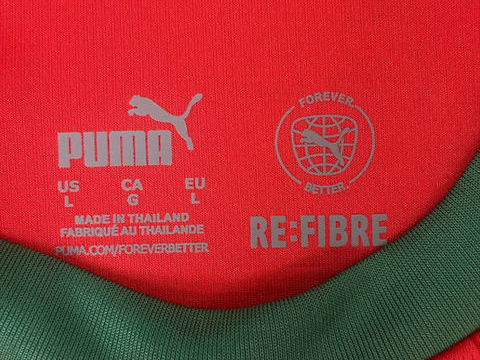 PUMA
US CA EU
L G L
MADE IN THAILAND
FABRIQUÉ AU THAILANDE
PUMA.COM/FOREVERBETTER
FOREVER.
BETTER.
RE:FIBRE